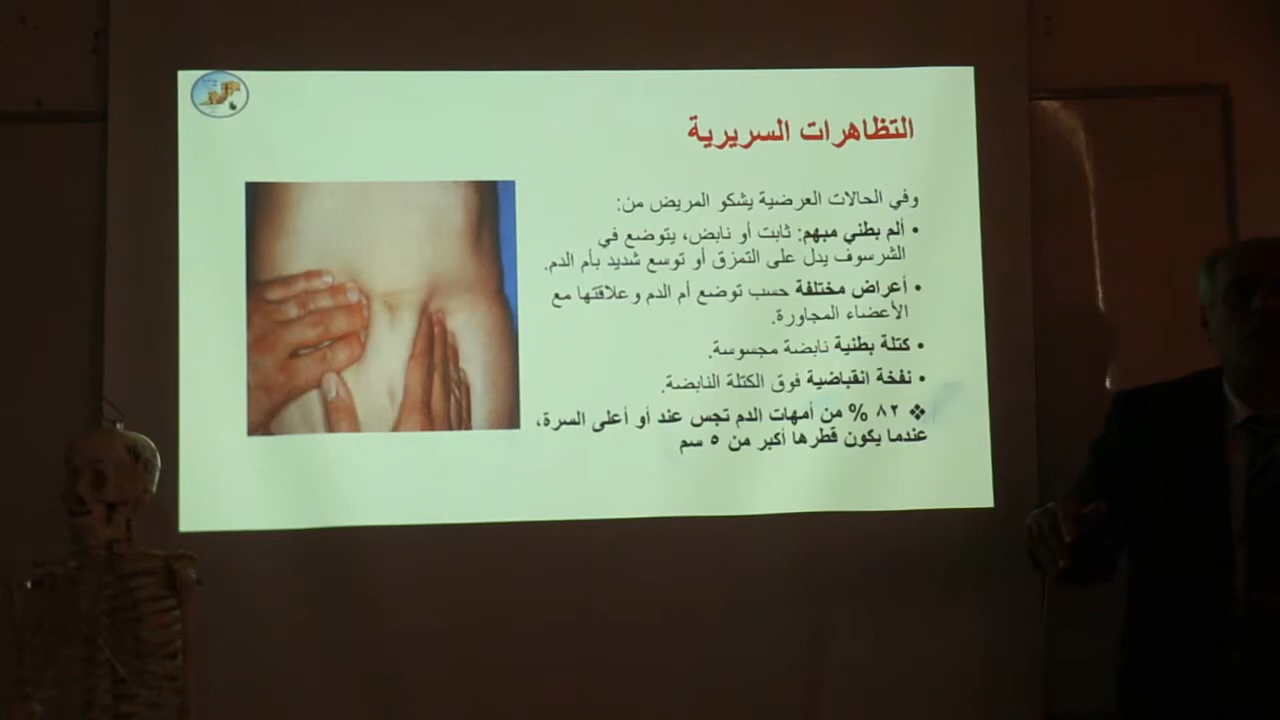 التظاهرات السريرية
وفي الحالات العرضية يشكو المريض من:
• ألم بطني مبهم: ثابت أو نابض، يتوضع في
الشرسوف يدل على التمزق أو توسع شديد بأم الدم.
• أعراض مختلفة حسب توضع أم الدم وعلاقتها مع
الأعضاء المجاورة.
• كتلة بطنية نابضة مجسوسة.
• نفخة انقباضية فوق الكتلة النابضة.
❖ ٨٢ % من أمهات الدم تجس عند أو أعلى السرة،
عندما يكون قطرها أكبر من ٥ سم